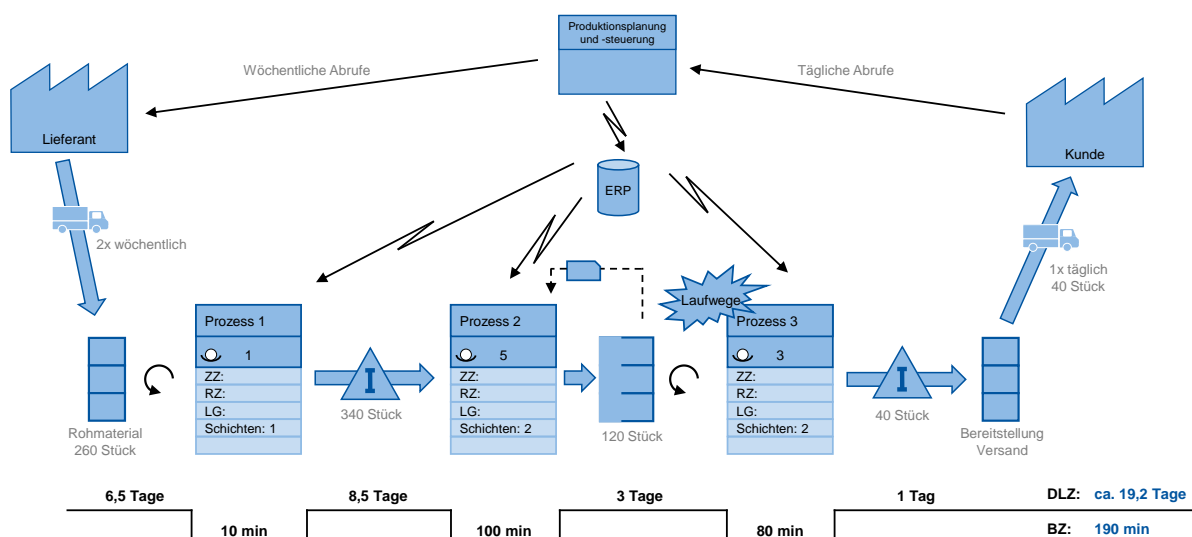 Produktionsplanung
und -steuerung
Wöchentliche Abrufe
Tägliche Abrufe
Lieferant
Kunde
ERP
2x wöchentlich
1x täglich
40 Stück
Laufwege
Prozess 1
1
ZZ:
RZ:
LG:
Schichten: 1
Prozess 2
5
ZZ:
RZ:
LG:
Schichten: 2
Prozess 3
3
ZZ:
RZ:
LG:
Schichten: 2
I
I
Rohmaterial
260 Stück
340 Stück
120 Stück
40 Stück
Bereitstellung
Versand
6,5 Tage
8,5 Tage
3 Tage
1 Tag
DLZ: ca. 19,2 Tage
10 min
100 min
80 min
BZ: 190 min